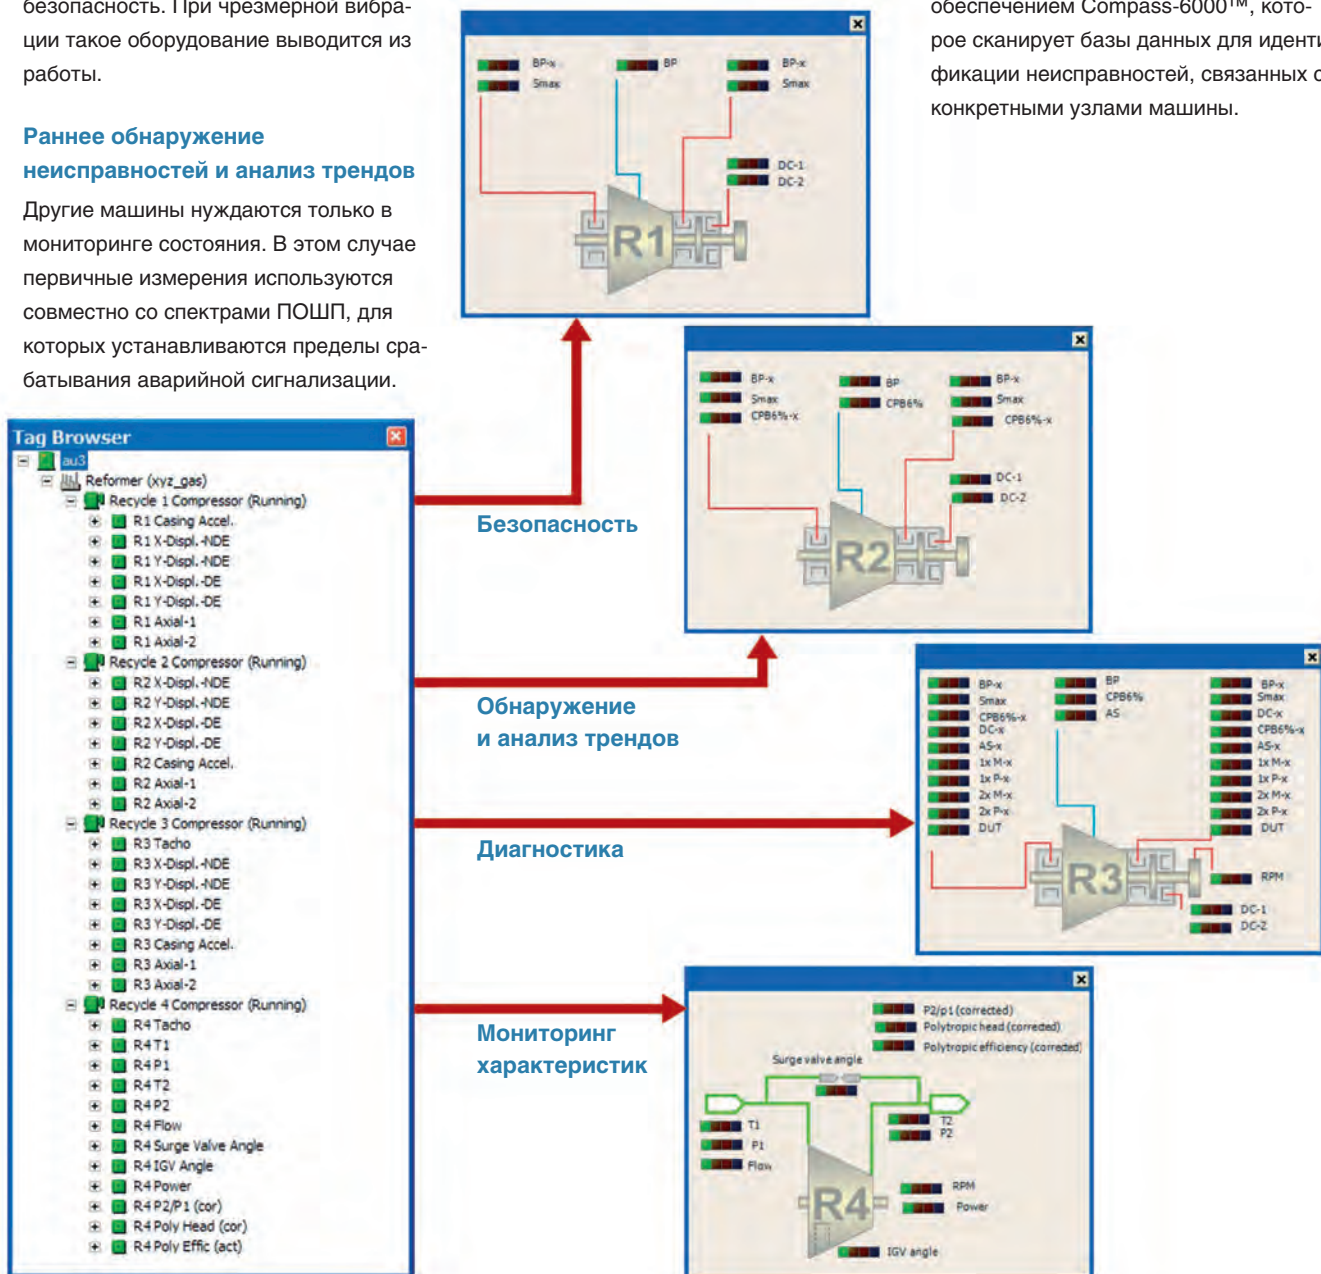 безопасность. При чрезмерной вибра-
ции такое оборудование выводится из
работы.
Раннее обнаружение
неисправностей и анализ трендов
Другие машины нуждаются только в
мониторинге состояния. В этом случае
первичные измерения используются
совместно со спектрами ПОШП, для
которых устанавливаются пределы сра-
батывания аварийной сигнализации.
обеспечением Compass-6000™, кото-
рое сканирует базы данных для иденти
фикации неисправностей, связанных с
конкретными узлами машины.
BP-x
Smax
BP
BP-x
Smax
DC-1
DC-2
R1
Tag Browser
au3
Reformer (xyz_gas)
Recycle 1 Compressor (Running)
R1 Casing Accel.
R1 X-Displ.-NDE
R1 Y-Displ.-NDE
R1 X-Displ.-DE
R1 Y-Displ.-DE
R1 Axial-1
R1 Axial-2
Recycle 2 Compressor (Running)
R2 X-Displ.-NDE
R2 Y-Displ.-NDE
R2 X-Displ.-DE
R2 Y-Displ.-DE
R2 Casing Accel.
R2 Axial-1
R2 Axial-2
Recycle 3 Compressor (Running)
R3 Tacho
R3 X-Displ.-NDE
R3 Y-Displ.-NDE
R3 X-Displ.-DE
R3 Y-Displ.-DE
R3 Casing Accel.
R3 Axial-1
R3 Axial-2
Recycle 4 Compressor (Running)
R4 Tacho
R4 T1
R4 P1
R4 T2
R4 P2
R4 Flow
R4 Surge Valve Angle
R4 IGV Angle
R4 Power
R4 P2/P1 (cor)
R4 Poly Head (cor)
R4 Poly Effic (act)
Безопасность
BP-x
Smax
CPB6%-x
BP
CPB6%
BP-x
Smax
CPB6%-x
DC-1
DC-2
R2
Обнаружение
и анализ трендов
BP-x
Smax
CPB6%-x
DC-x
AS-x
1x M-x
1x P-x
2x M-x
2x P-x
DUT
BP
CPB6%
AS
BP-x
Smax
DC-x
CPB6%-x
AS-x
1x M-x
1x P-x
2x M-x
2x P-x
DUT
RPM
DC-1
DC-2
R3
Диагностика
Мониторинг
характеристик
P2/p1 (corrected)
Polytropic head (corrected)
Polytropic efficiency (corrected)
Surge valve angle
T1
P1
Flow
T2
P2
R4
RPM
Power
IGV angle